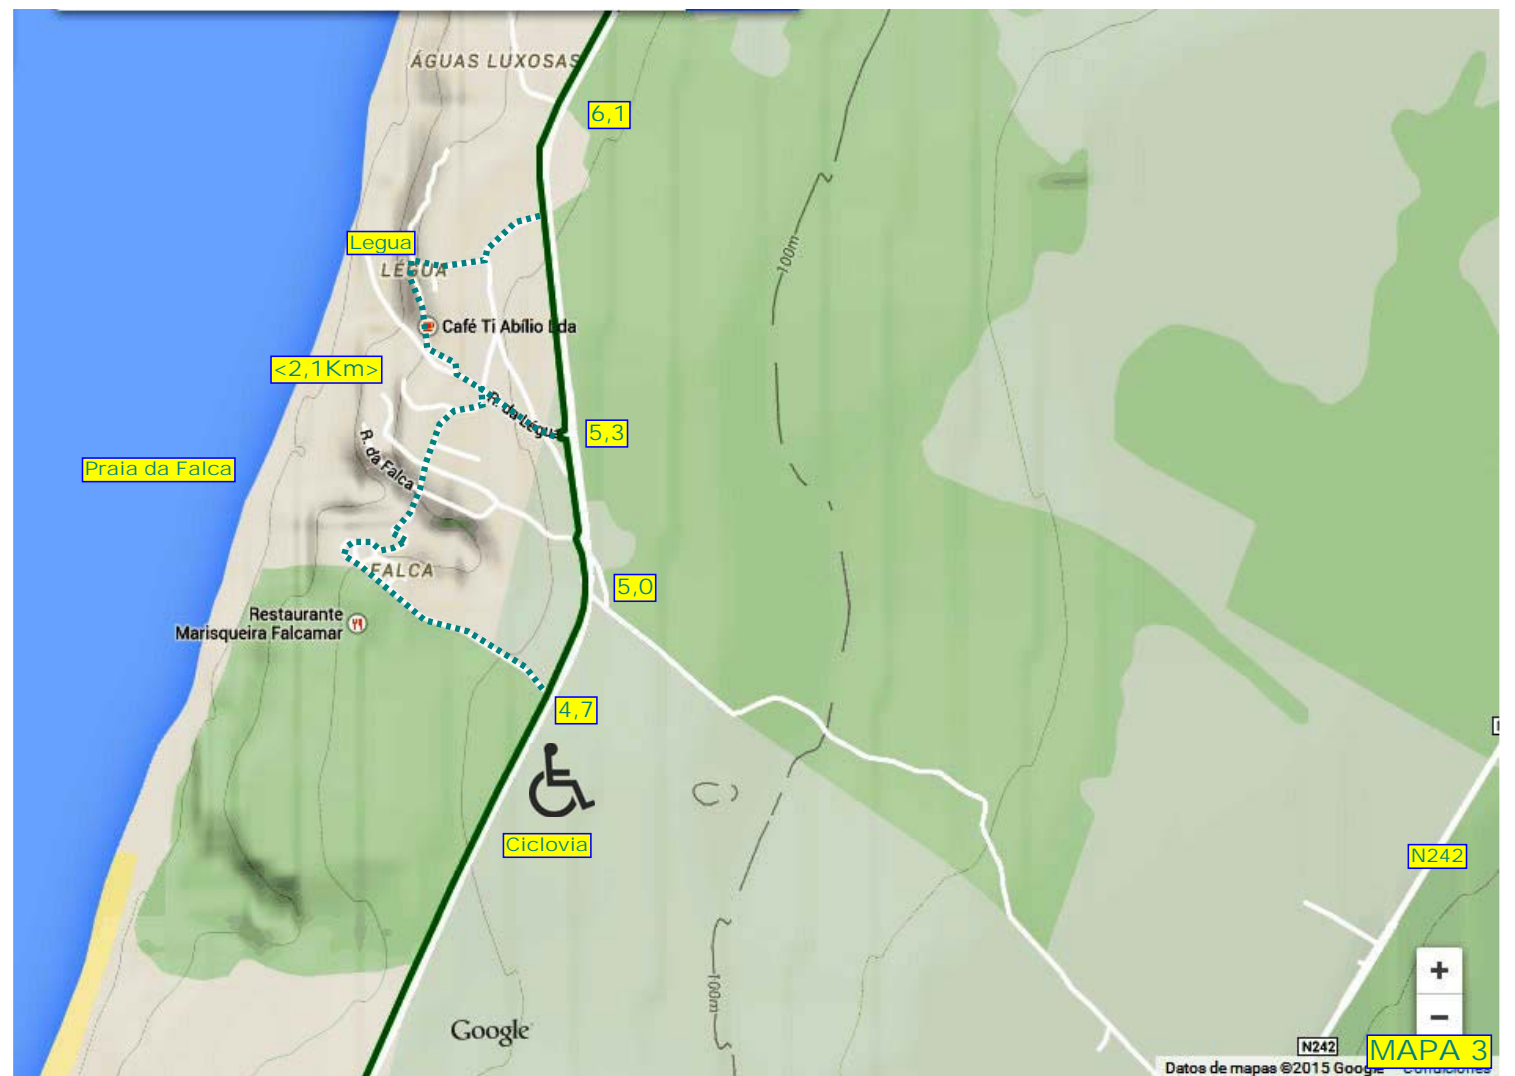 ÁGUAS LUXOSAS
6,1
100m
Legua
LÉGUA
Café Ti Abílio Lda
<2,1Km>
R. da Légua
5,3
R. da Falca
Praia da Falca
FALCA
5,0
Restaurante
Marisqueira Falcamar
4,7
Ciclovia
N242
100m
+
Google
−
N242
MAPA 3
Datos de mapas ©2015 Google
Condiciones